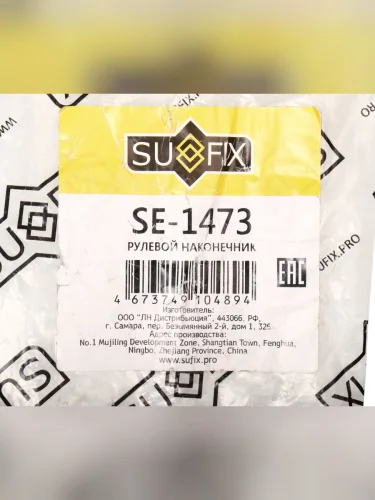 SUFIX
SE-1473
РУЛЕВОЙ НАКОНЕЧНИК
EAC
4 673749 104894
Изготовитель:
ООО "ЛН Дистрибьюция", 443066, РФ,
г. Самара, пер. Безымянный 2-й, дом 1, 325
Адрес производства:
No.1 Mujiling Development Zone, Shangtian Town, Fenghua,
Ningbo, Zhejiang Province, China
www.sufix.pro
UFIX.PRO
SUFIX